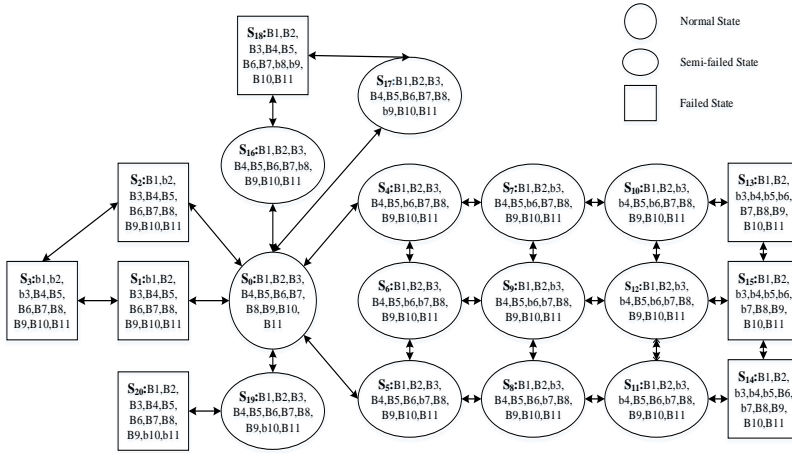 S18:B1,B2,
B3,B4,B5,
B6,B7,b8,b9,
B10,B11
Normal State
Semi-failed State
Failed State
S17:B1,B2,B3,
B4,B5,B6,B7,B8,
b9,B10,B11
S16:B1,B2,B3,
B4,B5,B6,B7,b8,
B9,B10,B11
S2:B1,b2,
B3,B4,B5,
B6,B7,B8,
B9,B10,B11
S4:B1,B2,B3,
B4,B5,b6,B7,B8,
B9,B10,B11
S7:B1,B2,b3,
B4,B5,b6,B7,B8,
B9,B10,B11
S10:B1,B2,b3,
b4,B5,b6,B7,B8,
B9,B10,B11
S13:B1,B2,
b3,b4,b5,b6,
B7,B8,B9,
B10,B11
S3:b1,b2,
b3,B4,B5,
B6,B7,B8,
B9,B10,B11
S1:b1,B2,
B3,B4,B5,
B6,B7,B8,
B9,B10,B11
S0:B1,B2,B3
B4,B5,B6,B7,
B8,B9,B10,
B11
S6:B1,B2,B3,
B4,B5,b6,b7,B8,
B9,B10,B11
S9:B1,B2,b3,
B4,B5,b6,b7,B8,
B9,B10,B11
S12:B1,B2,b3,
b4,B5,b6,b7,B8,
B9,B10,B11
S15:B1,B2,
b3,b4,b5,b6,
b7,B8,B9,
B10,B11
S20:B1,B2,
B3,B4,B5,
B6,B7,B8,
B9,b10,b11
S19:B1,B2,B3,
B4,B5,B6,B7,B8,
B9,b10,B11
S5:B1,B2,B3,
B4,B5,B6,b7,B8,
B9,B10,B11
S8:B1,B2,b3,
B4,B5,B6,b7,B8,
B9,B10,B11
S11:B1,B2,b3,
b4,B5,B6,b7,B8,
B9,B10,B11
S14:B1,B2,
b3,b4,b5,B6,
b7,B8,B9,
B10,B11